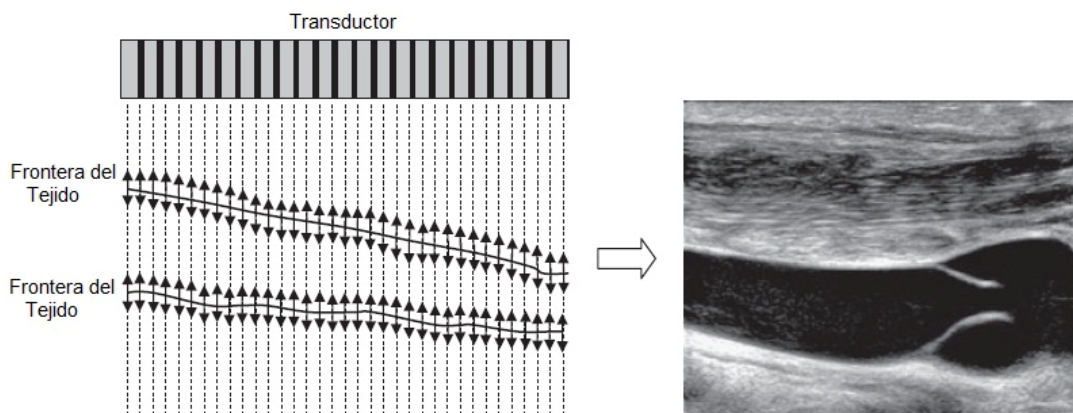 Transductor
Frontera del
Tejido
Frontera del
Tejido